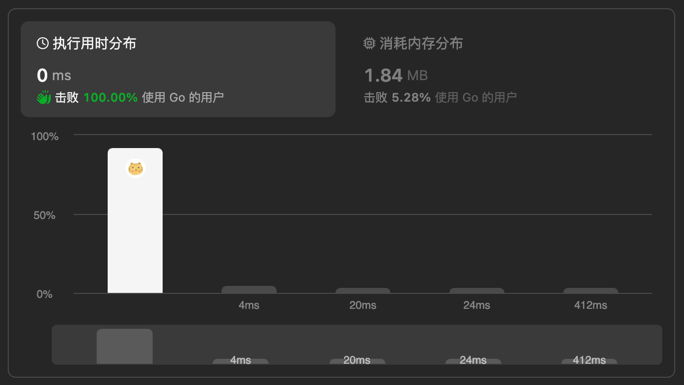 执行用时分布
0 ms
击败 100.00% 使用 Go 的用户
消耗内存分布
1.84 MB
击败 5.28% 使用 Go 的用户
100%
50%
0%
4ms
20ms
24ms
412ms
4ms
20ms
24ms
412ms